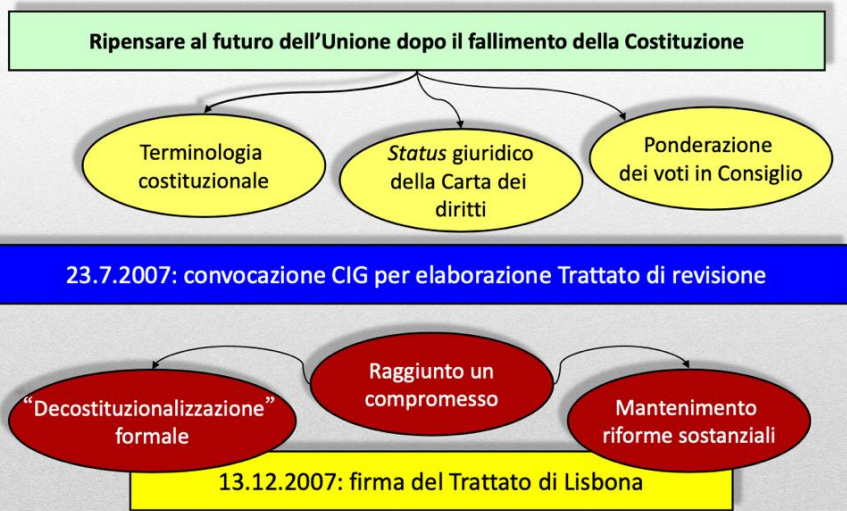 Ripensare al futuro dell’Unione dopo il fallimento della Costituzione
Terminologia
costituzionale
Status giuridico
della Carta dei
diritti
Ponderazione
dei voti in Consiglio
23.7.2007: convocazione CIG per elaborazione Trattato di revisione
“Decostituzionalizzazione”
formale
Raggiunto un
compromesso
Mantenimento
riforme sostanziali
13.12.2007: firma del Trattato di Lisbona